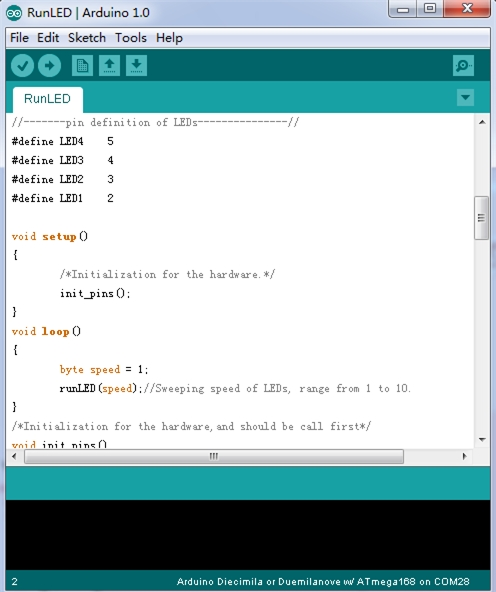 RunLED | Arduino 1.0
File Edit Sketch Tools Help
RunLED
//-------pin definition of LEDs---------------//
#define LED4    5
#define LED3    4
#define LED2    3
#define LED1    2
void setup()
{
        /*Initialization for the hardware.*/
        init_pins();
}
void loop()
{
        byte speed = 1;
        runLED(speed);//Sweeping speed of LEDs, range from 1 to 10.
}
/*Initialization for the hardware,and should be call first*/
void init_pins()
2
Arduino Diecimila or Duemilanove w/ ATmega168 on COM28